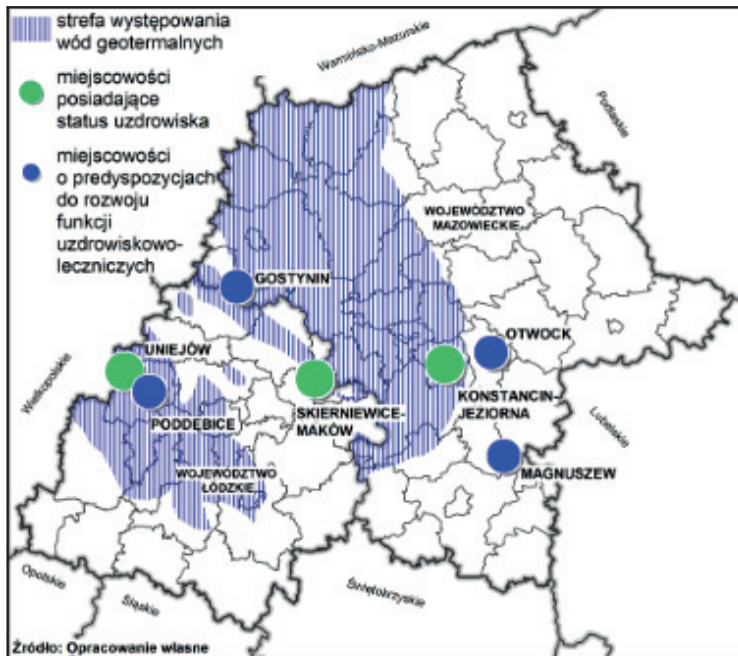 strefa występowania
wód geotermalnych
miejscowości
posiadające
status uzdrowiska
miejscowości
o predyspozycjach
do rozwoju
funkcji
uzdrowiskowo-
leczniczych
Warmińsko-Mazurskie
Podlaskie
WOJEWÓDZTWO
MAZOWIECKIE
GOSTYNIN
OTWOCK
UNIEJÓW
Wielkopolskie
KONSTANCIN-
JEZIORNA
SKIERNIEWICE-
MAKÓW
PODDĘBICE
Lubelskie
WOJEWÓDZTWO
ŁÓDZKIE
MAGNUSZEW
Opolskie
Śląskie
Świętokrzyskie
Źródło: Opracowanie własne